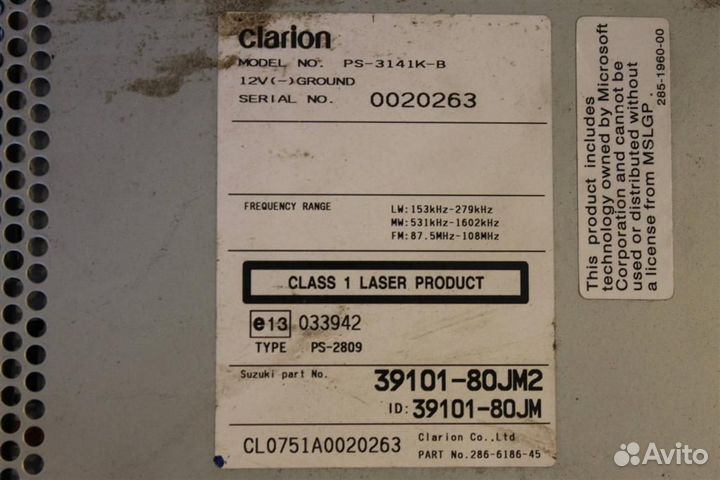 clarion
MODEL NO. PS-3141K-B
12V(-)GROUND
SERIAL NO. 0020263
FREQUENCY RANGE
LW:153kHz-279kHz
MW:531kHz-1602kHz
FM:87.5MHz-108MHz
CLASS 1 LASER PRODUCT
e13 033942
TYPE PS-2809
Suzuki part No. 39101-80JM2
ID:39101-80JM
CL0751A0020263
Clarion Co.,Ltd
PART No.286-6186-45
This product includes
technology owned by Microsoft
Corporation and cannot be
used or distributed without
a license from MSLGP.
285-1960-00
Avito